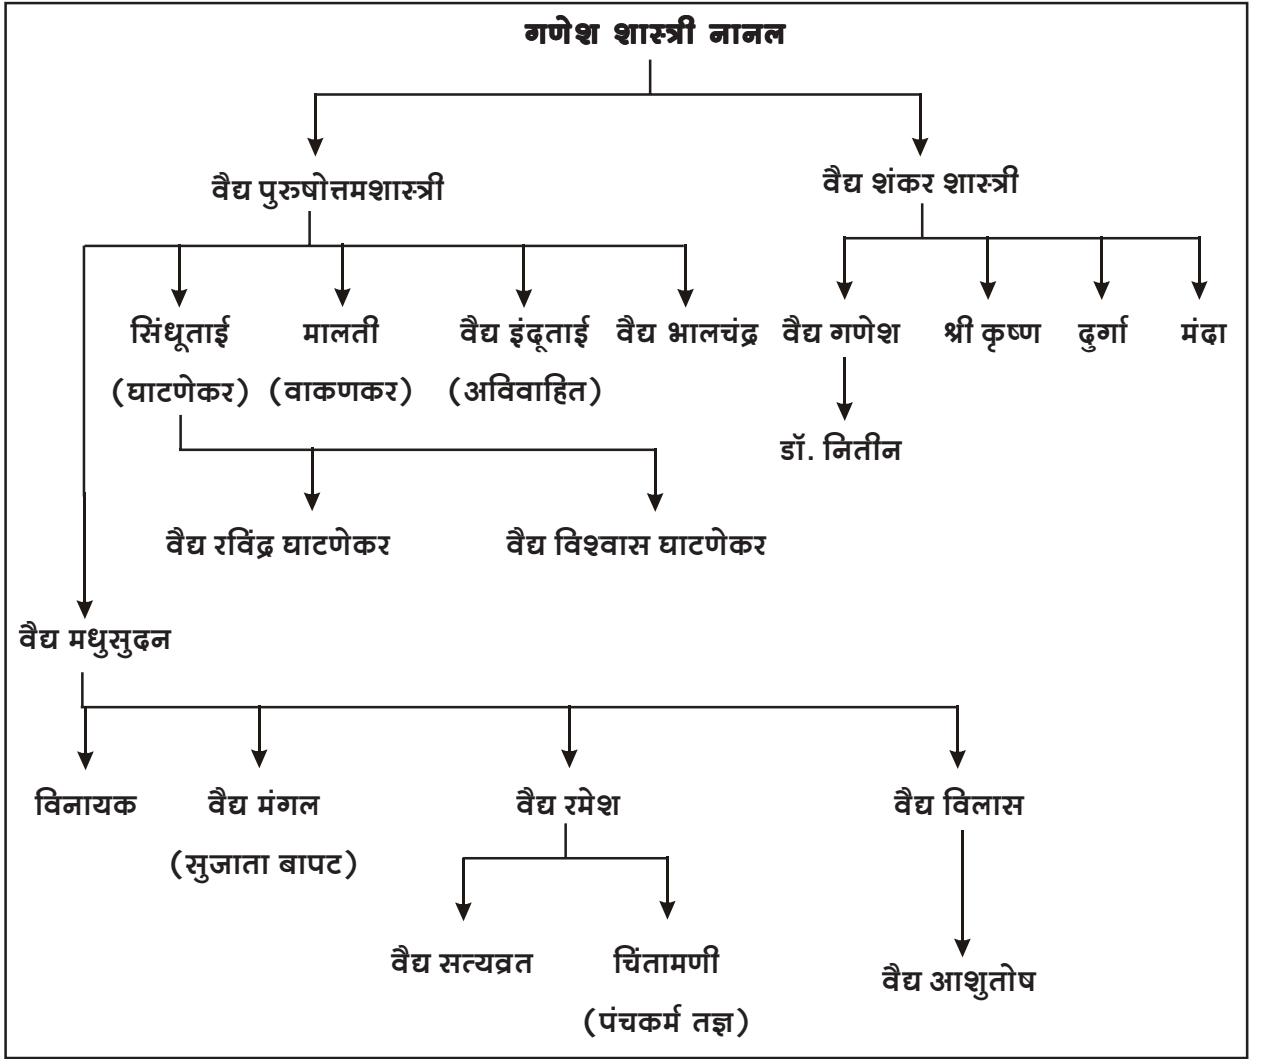 गणेश शास्त्री नानल
वैद्य पुरुषोत्तमशास्त्री
वैद्य शंकर शास्त्री
सिंधूताई
(घाटणेकर)
मालती
(वाकणकर)
वैद्य इंदूताई
(अविवाहित)
वैद्य भालचंद्र
वैद्य गणेश
श्री कृष्ण
दुर्गा
मंदा
डॉ. नितीन
वैद्य रविंद्र घाटणेकर
वैद्य विश्वास घाटणेकर
वैद्य मधुसुदन
विनायक
वैद्य मंगल
(सुजाता बापट)
वैद्य रमेश
वैद्य विलास
वैद्य सत्यव्रत
चिंतामणी
(पंचकर्म तज्ञ)
वैद्य आशुतोष